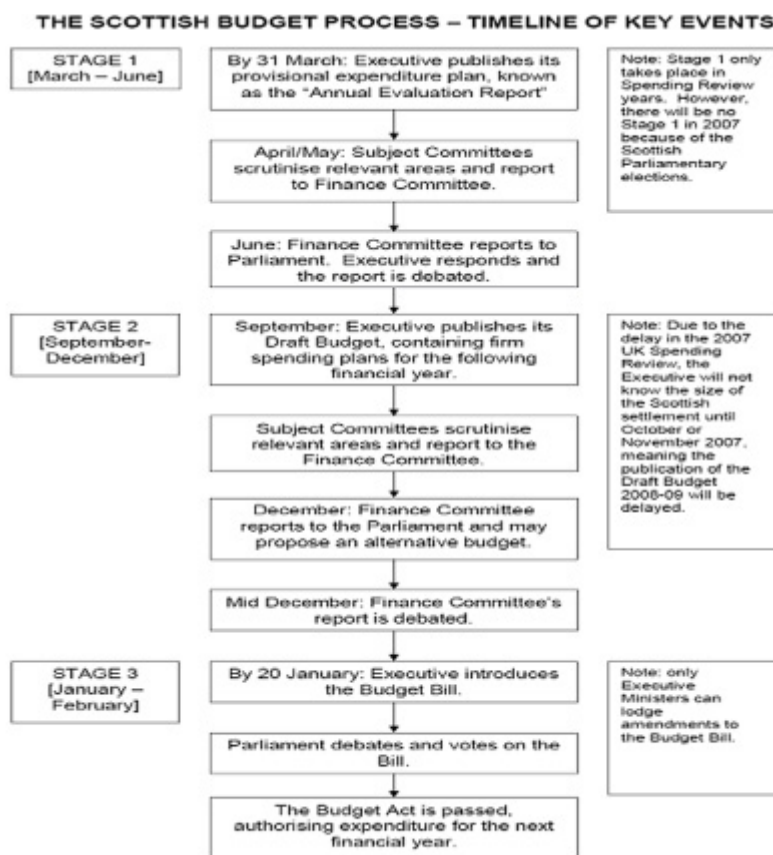 THE SCOTTISH BUDGET PROCESS – TIMELINE OF KEY EVENTS
STAGE 1
[March – June]
By 31 March: Executive publishes its
provisional expenditure plan, known
as the “Annual Evaluation Report”
Note: Stage 1 only
takes place in
Spending Review
years. However,
there will be no
Stage 1 in 2007
because of the
Scottish
Parliamentary
elections.
April/May: Subject Committees
scrutinise relevant areas and report
to Finance Committee.
June: Finance Committee reports to
Parliament. Executive responds and
the report is debated.
STAGE 2
[September-
December]
September: Executive publishes its
Draft Budget, containing firm
spending plans for the following
financial year.
Note: Due to the
delay in the 2007
UK Spending
Review, the
Executive will not
know the size of
the Scottish
settlement until
October or
November 2007,
meaning the
publication of the
Draft Budget
2008-09 will be
delayed.
Subject Committees scrutinise
relevant areas and report to the
Finance Committee.
December: Finance Committee
reports to the Parliament and may
propose an alternative budget.
Mid December: Finance Committee’s
report is debated.
STAGE 3
[January –
February]
By 20 January: Executive introduces
the Budget Bill.
Note: only
Executive
Ministers can
lodge
amendments to
the Budget Bill.
Parliament debates and votes on the
Bill.
The Budget Act is passed,
authorising expenditure for the next
financial year.